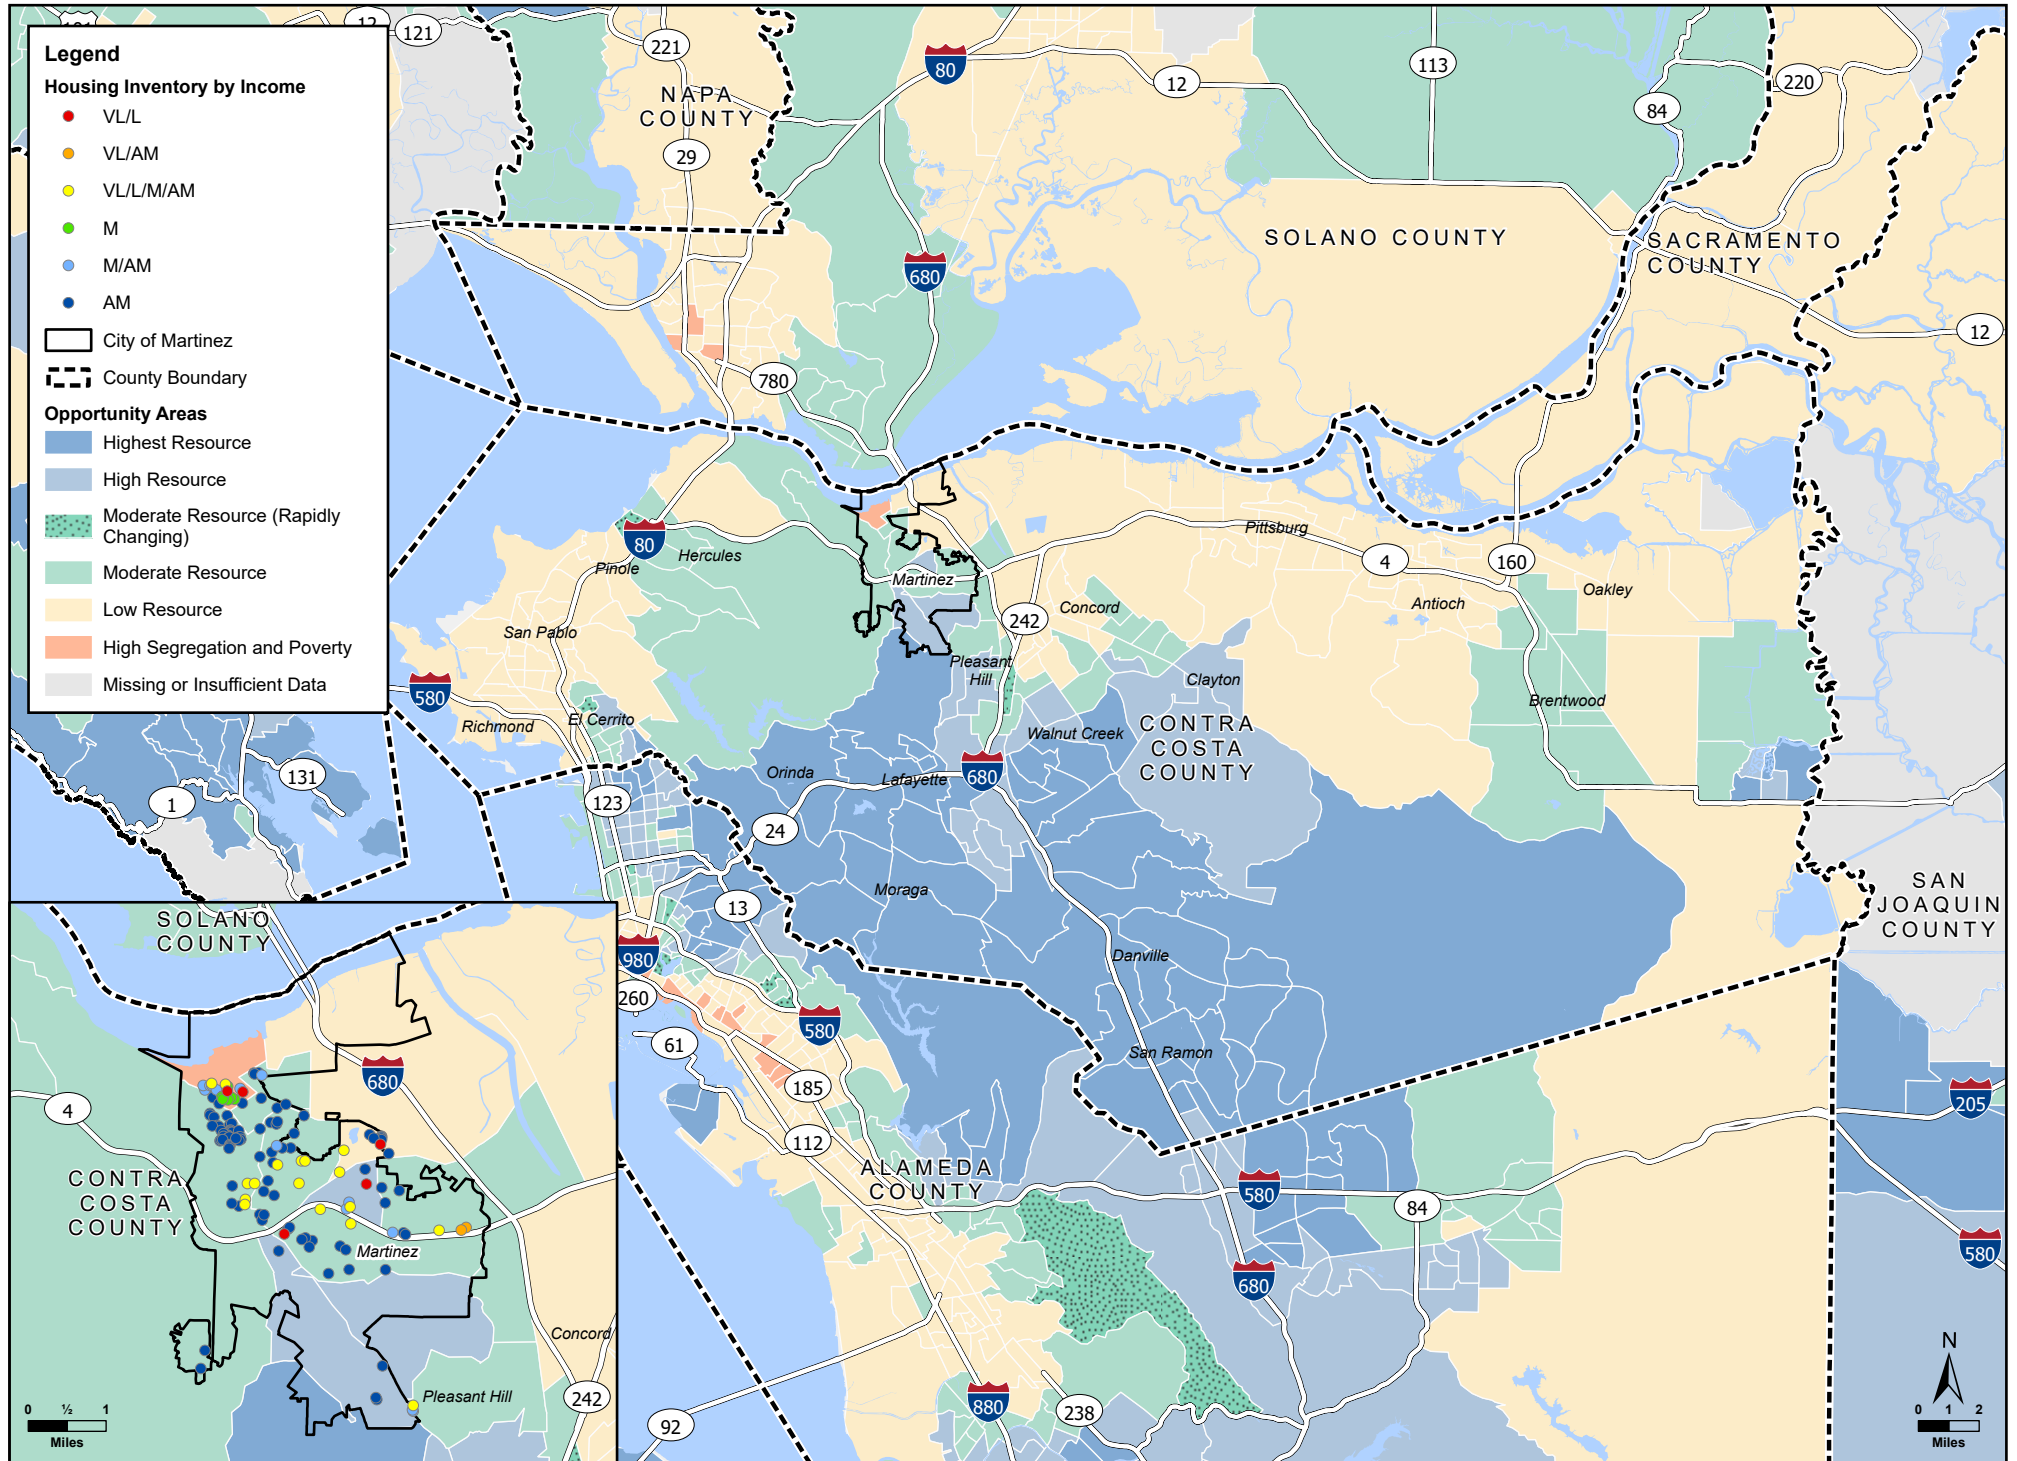 Legend
Housing Inventory by Income
VL/L
VL/AM
VL/L/M/AM
M
M/AM
AM
City of Martinez
County Boundary
Opportunity Areas
Highest Resource
High Resource
Moderate Resource (Rapidly
Changing)
Moderate Resource
Low Resource
High Segregation and Poverty
Missing or Insufficient Data
12
121
221
80
12
113
84
220
NAPA
COUNTY
29
SOLANO COUNTY
SACRAMENTO
COUNTY
680
12
780
80
Hercules
Pinole
Pittsburg
4
160
Martinez
Oakley
Antioch
Concord
242
San Pablo
Pleasant
Hill
Clayton
580
Brentwood
Richmond
El Cerrito
Walnut Creek
CONTRA
COSTA
COUNTY
Orinda
Lafayette
680
131
1
123
24
Moraga
13
SAN
JOAQUIN
COUNTY
980
Danville
260
580
61
San Ramon
185
205
112
ALAMEDA
COUNTY
580
84
580
680
880
238
92
N
0 1 2
Miles
SOLANO
COUNTY
680
4
CONTRA
COSTA
COUNTY
Martinez
Concord
Pleasant Hill
242
0 ½ 1
Miles